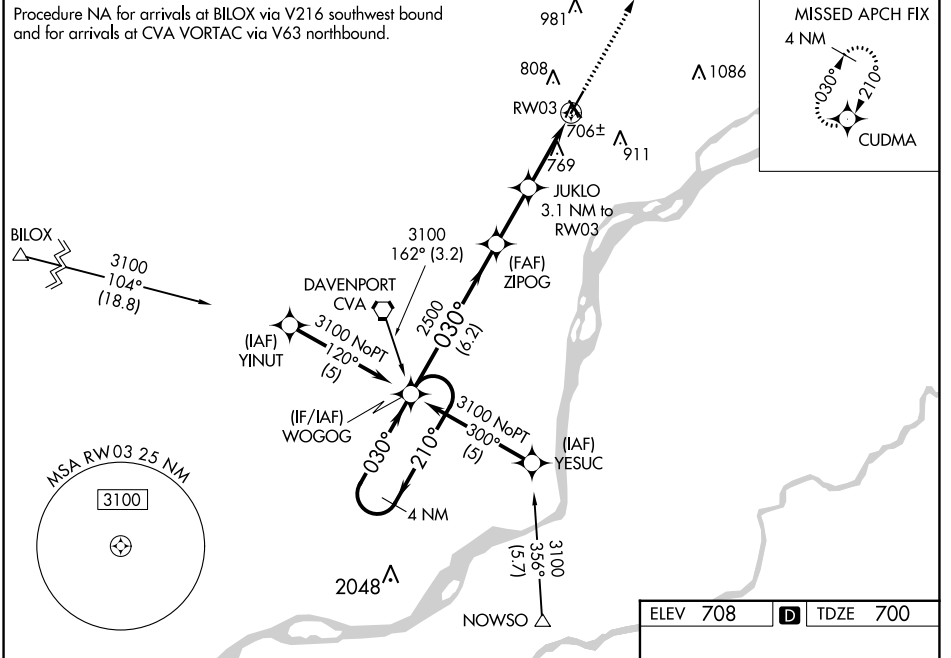 Procedure NA for arrivals at BILOX via V216 southwest bound
and for arrivals at CVA VORTAC via V63 northbound.
981
MISSED APCH FIX
4 NM
030°
210°
CUDMA
808
1086
RW03
706±
911
769
JUKLO
3.1 NM to
RW03
BILOX
3100
104°
(18.8)
3100
162° (3.2)
(FAF)
ZIPOG
DAVENPORT
CVA
2500
030°
(6.2)
(IAF)
YINUT
3100 NoPT
120°
(5)
(IF/IAF)
WOGOG
3100 NoPT
300°
(5)
(IAF)
YESUC
030°
210°
4 NM
MSA RW03 25 NM
3100
3100
356°
(5.7)
2048
NOWSO
ELEV 708
D
TDZE 700